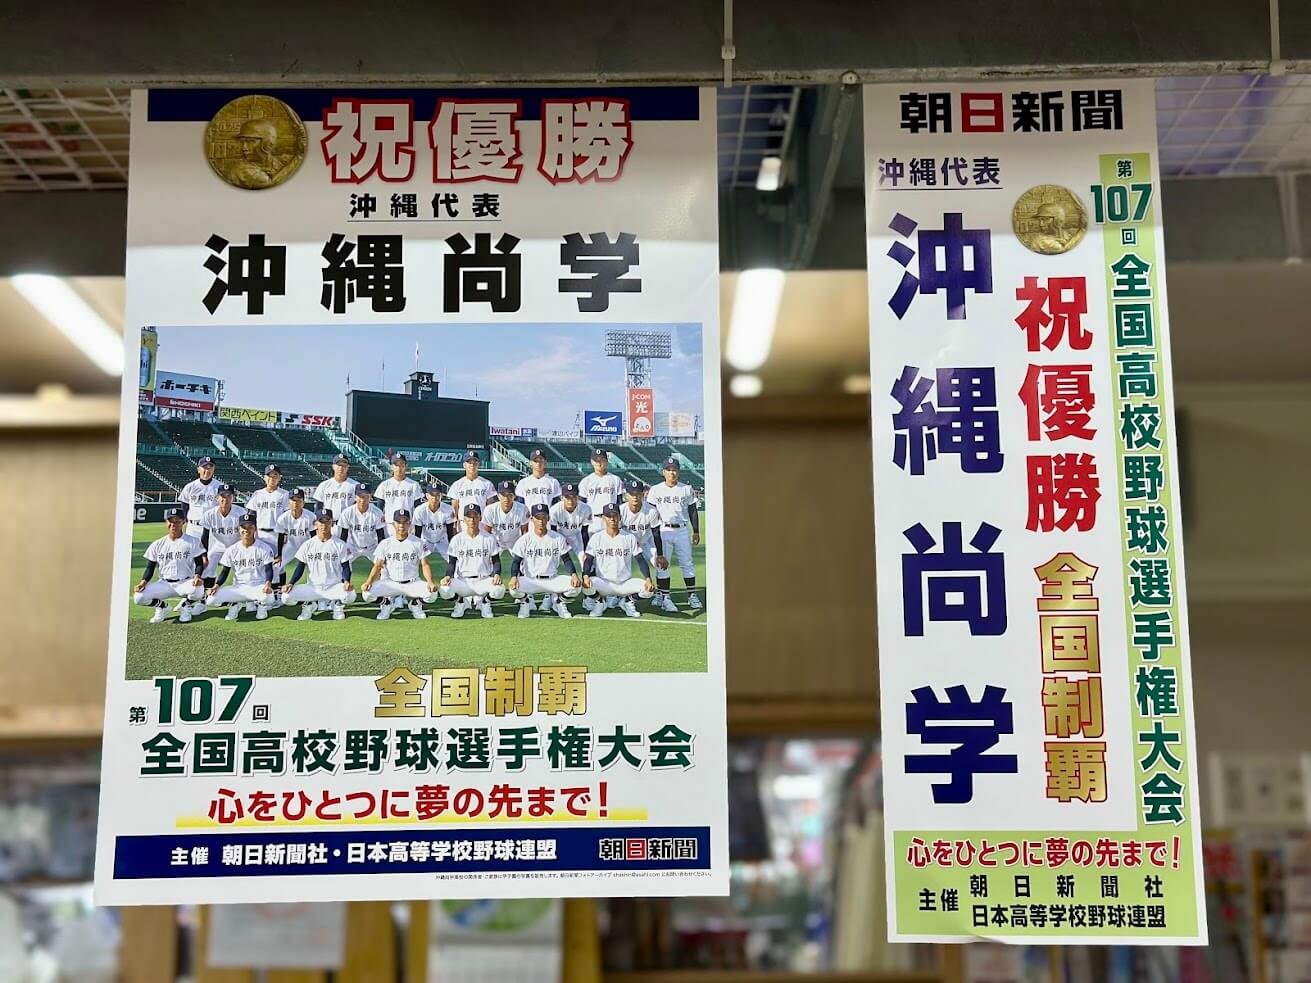 祝優勝
沖縄代表
沖縄尚学
ホーチキ
HOCHIKI
関西ペイント
SSK
Iwatani
MIZUNO
J:COM
光
沖縄尚学
第107回
全国制覇
全国高校野球選手権大会
心をひとつに夢の先まで!
主催 朝日新聞社・日本高等学校野球連盟
朝日新聞
朝日新聞
第107回全国高校野球選手権大会
祝優勝 全国制覇
沖縄代表
沖縄尚学
心をひとつに夢の先まで!
主催
朝日新聞社
日本高等学校野球連盟